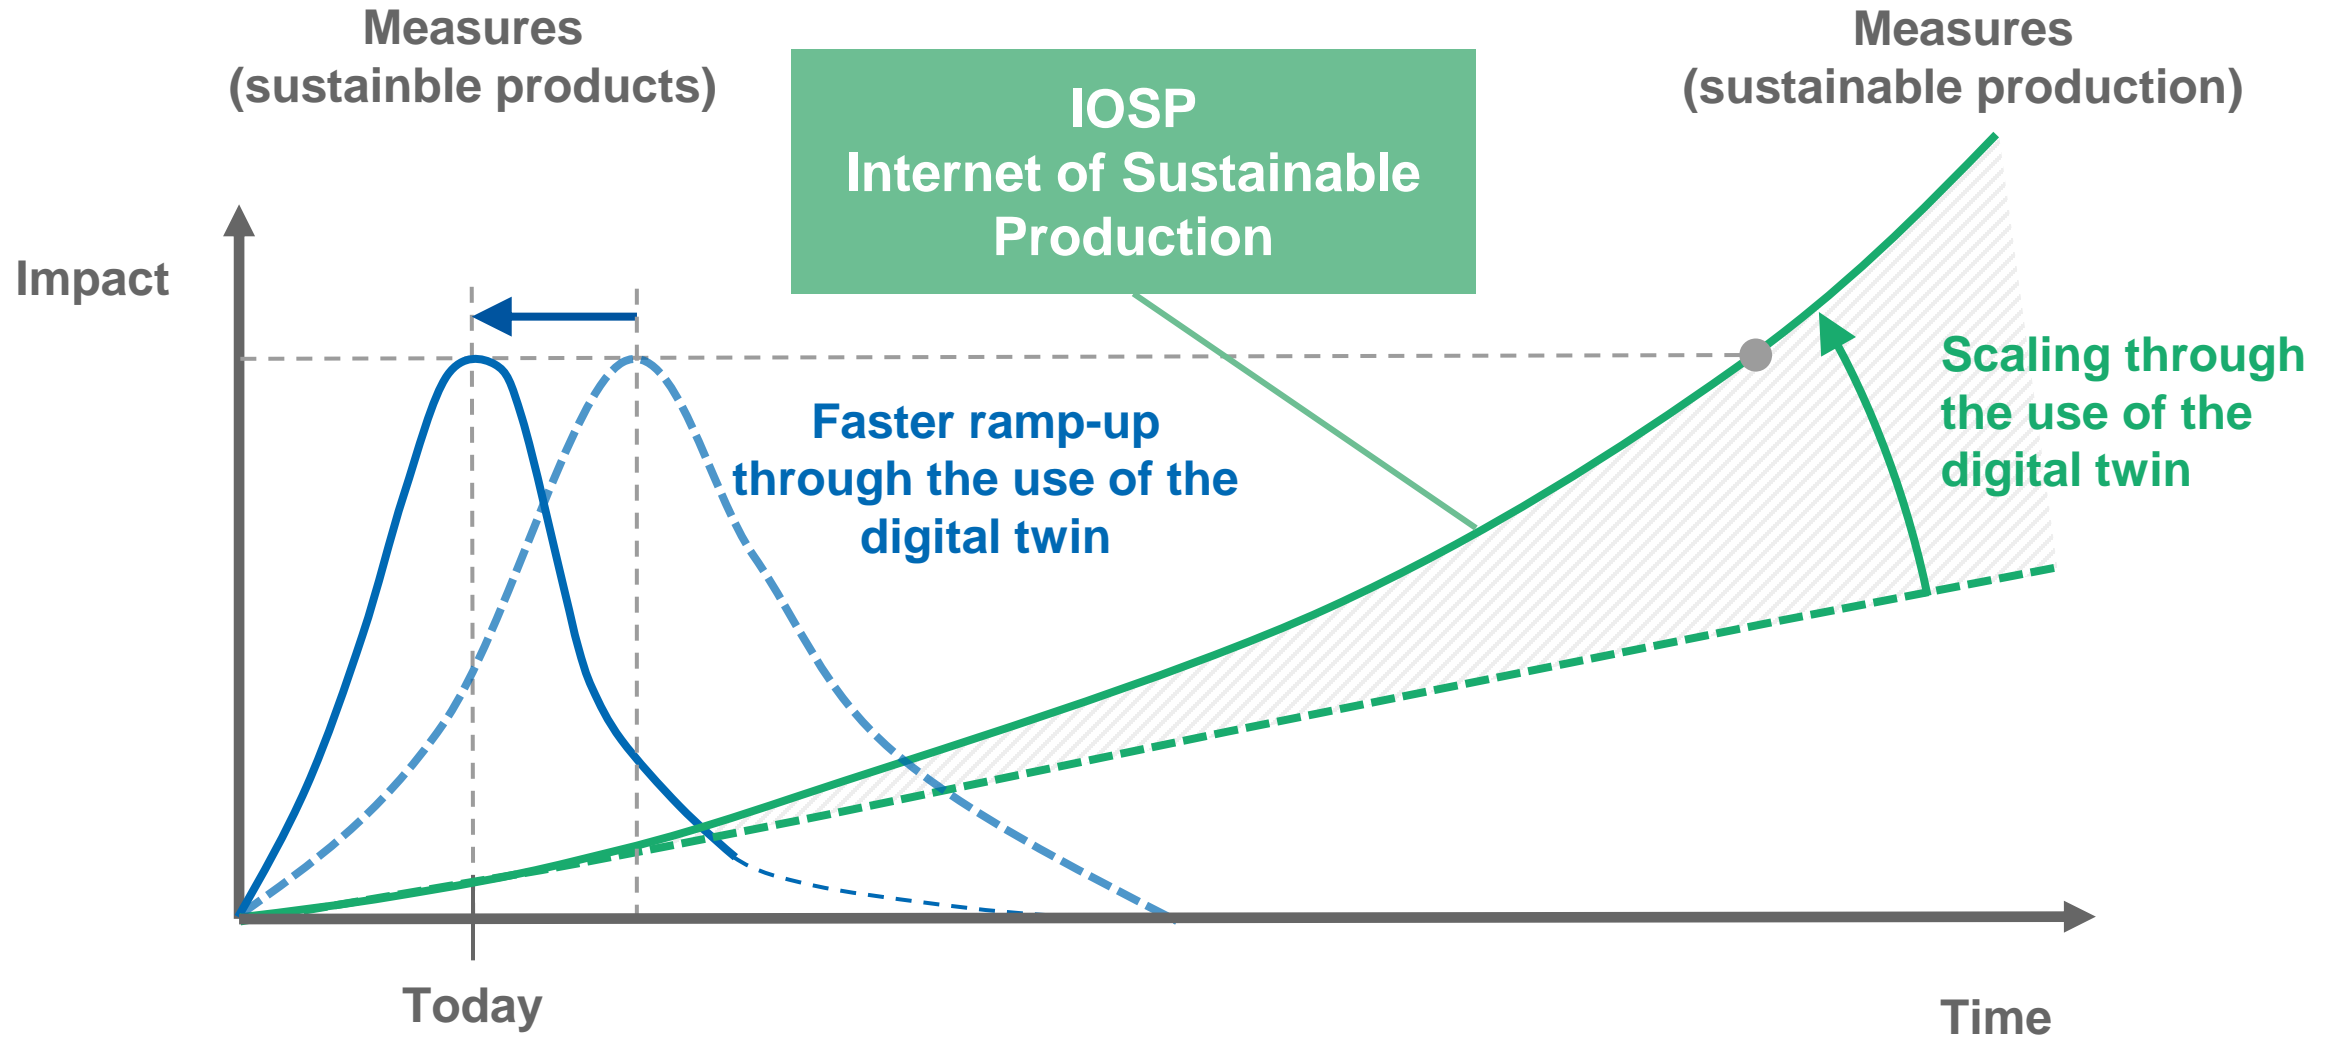 Measures
(sustainble products)
IOSP
Internet of Sustainable
Production
Measures
(sustainable production)
Impact
Faster ramp-up
through the use of the
digital twin
Scaling through
the use of the
digital twin
Today
Time